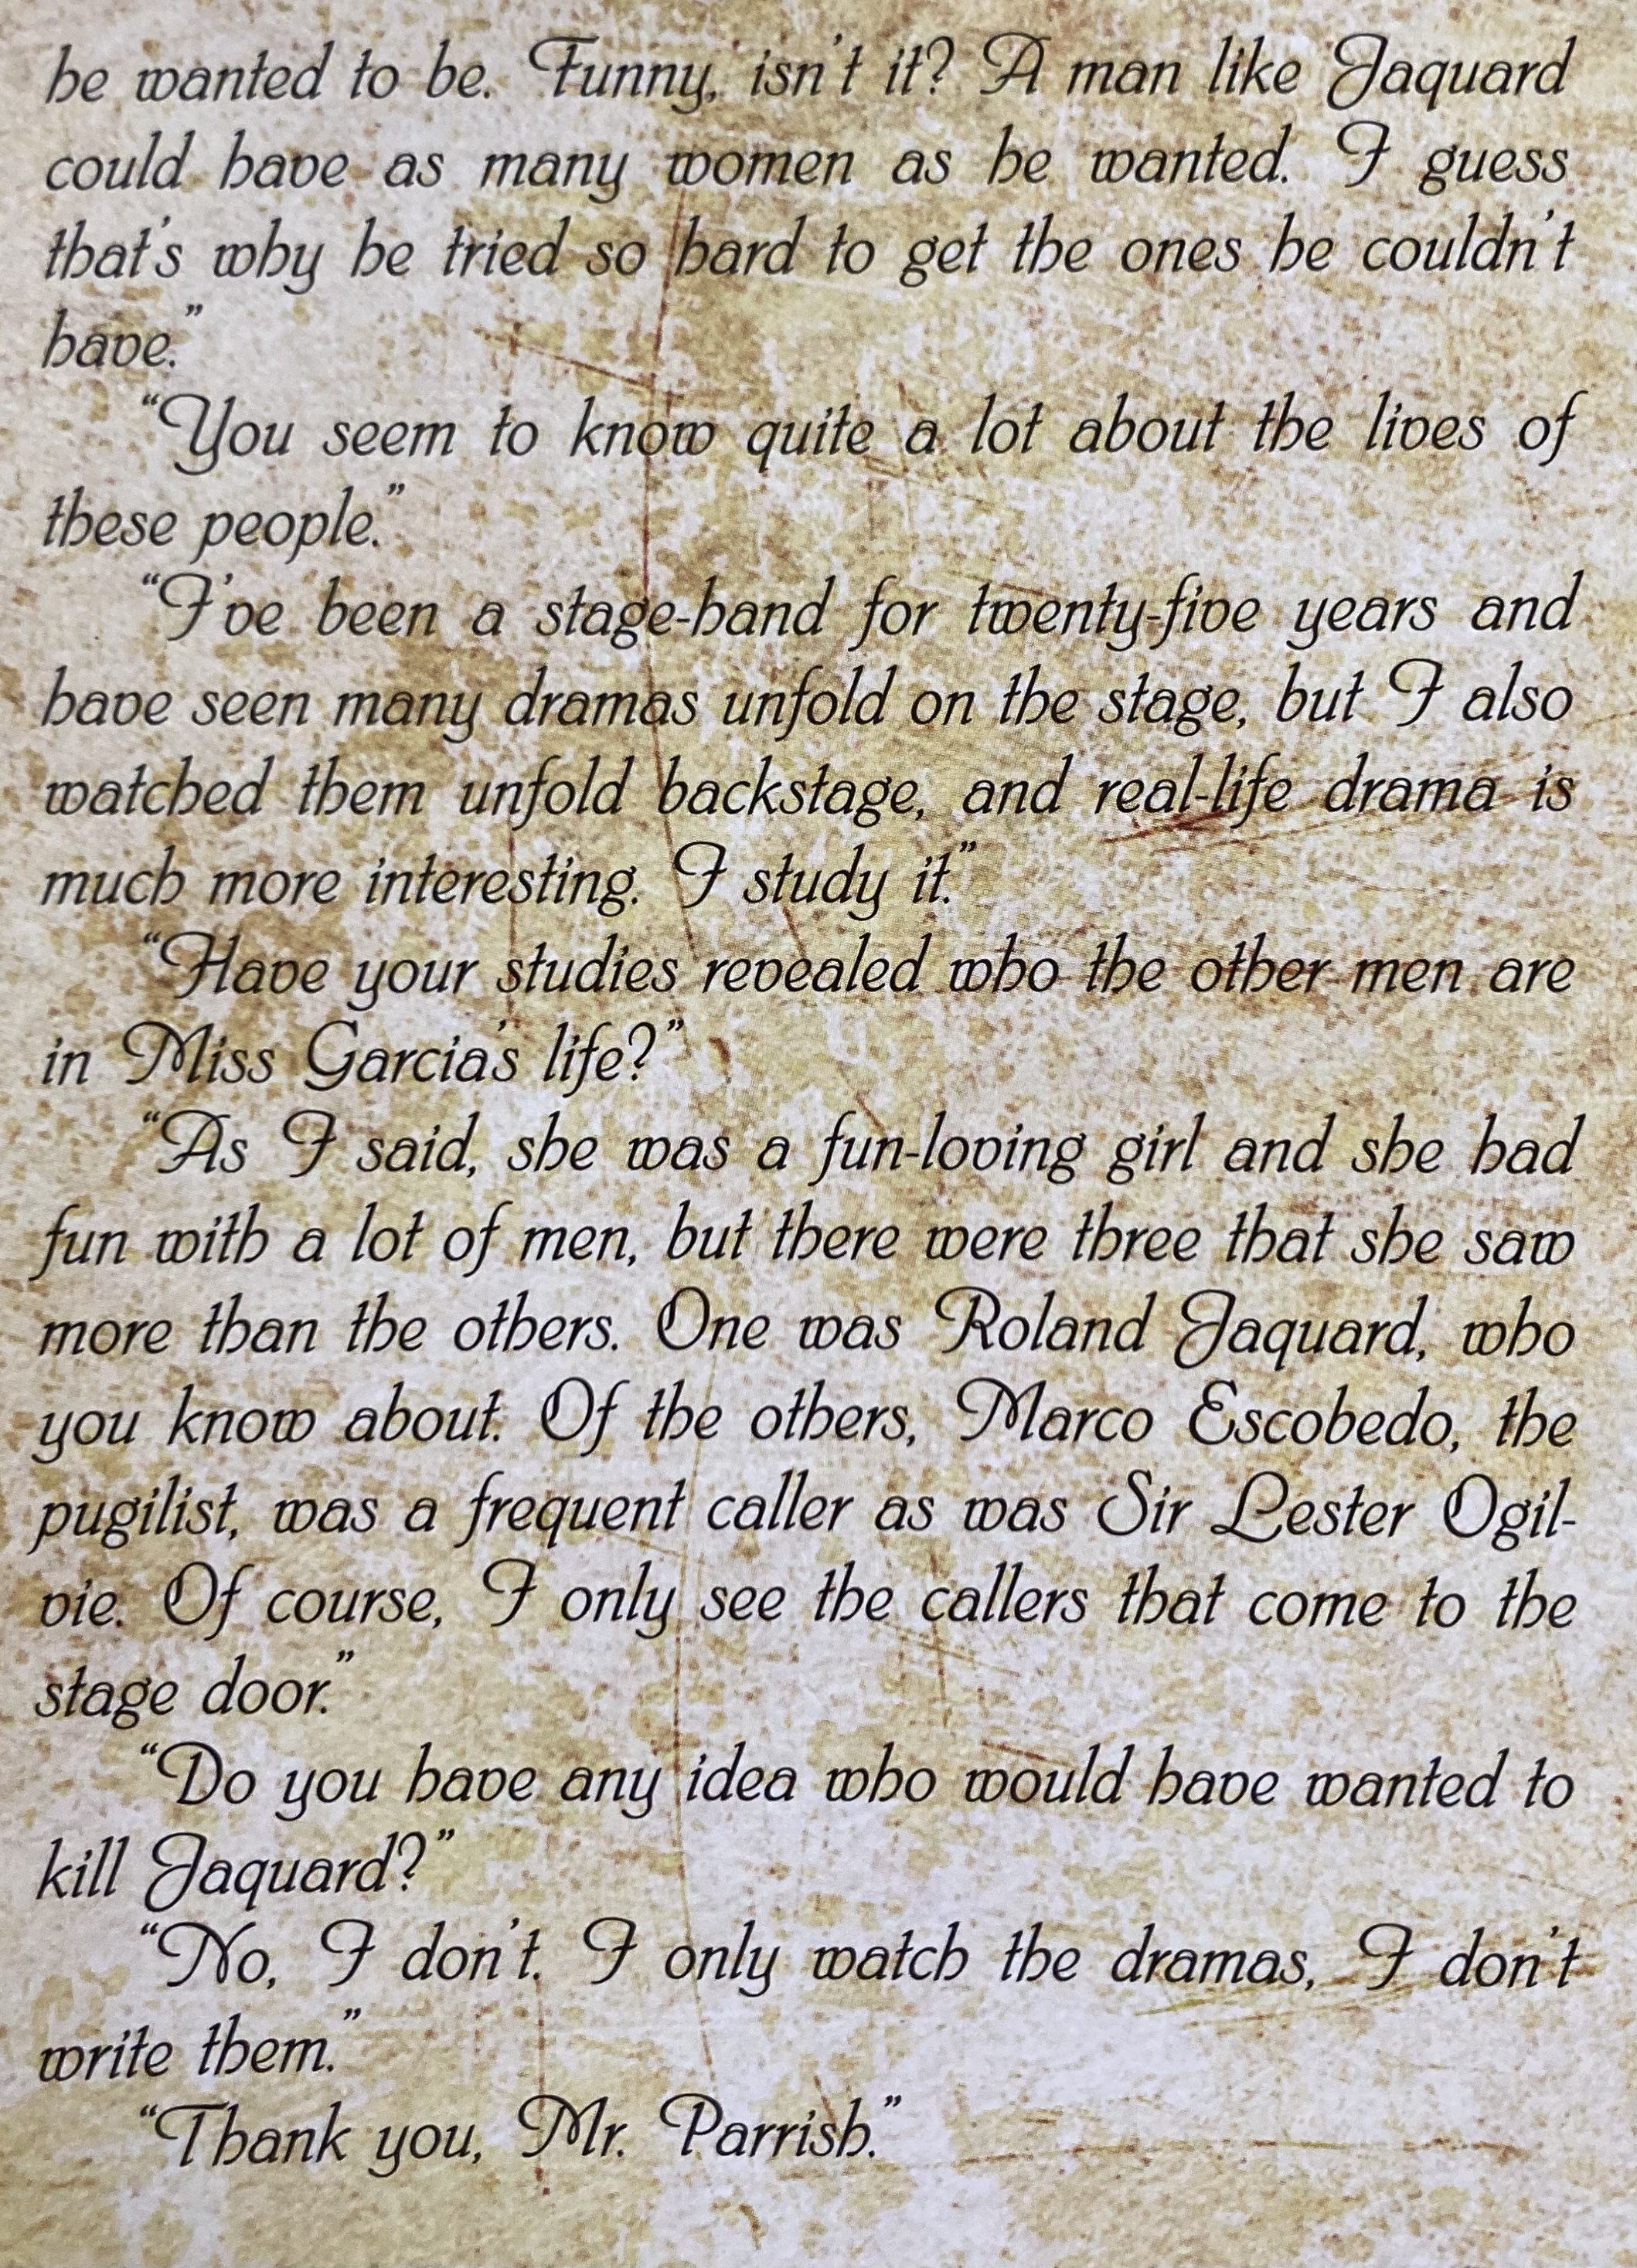 he wanted to be. Funny, isn't it? A man like Jaquard
could have as many women as he wanted. I guess
that's why he tried so hard to get the ones he couldn't
have."
"You seem to know quite a lot about the lives of
these people."
"I've been a stage-hand for twenty-five years and
have seen many dramas unfold on the stage, but I also
watched them unfold backstage, and real-life drama is
much more interesting. I study it."
"Have your studies revealed who the other men are
in Miss Garcia's life?"
"As I said, she was a fun-loving girl and she had
fun with a lot of men, but there were three that she saw
more than the others. One was Roland Jaquard, who
you know about. Of the others, Marco Escobedo, the
pugilist, was a frequent caller as was Sir Lester Ogil-
vie. Of course, I only see the callers that come to the
stage door."
"Do you have any idea who would have wanted to
kill Jaquard?"
"No, I don't. I only watch the dramas, I don't
write them."
"Thank you, Mr. Parrish."